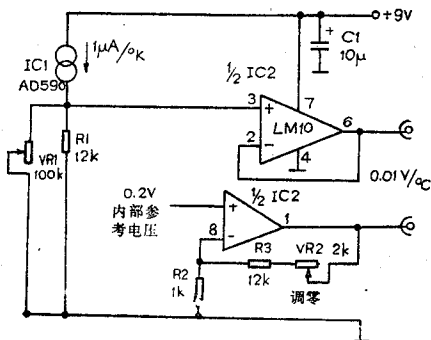 +9V
1μA/°K
C1
10μ
IC1
AD590
½ IC2
3
+
7
LM10
6
2
−
4
R1
12k
VR1
100k
0.01V/°C
½ IC2
0.2V
内部参
考电压
+
1
8
−
R3
VR2
2k
12k
调零
R2
1k